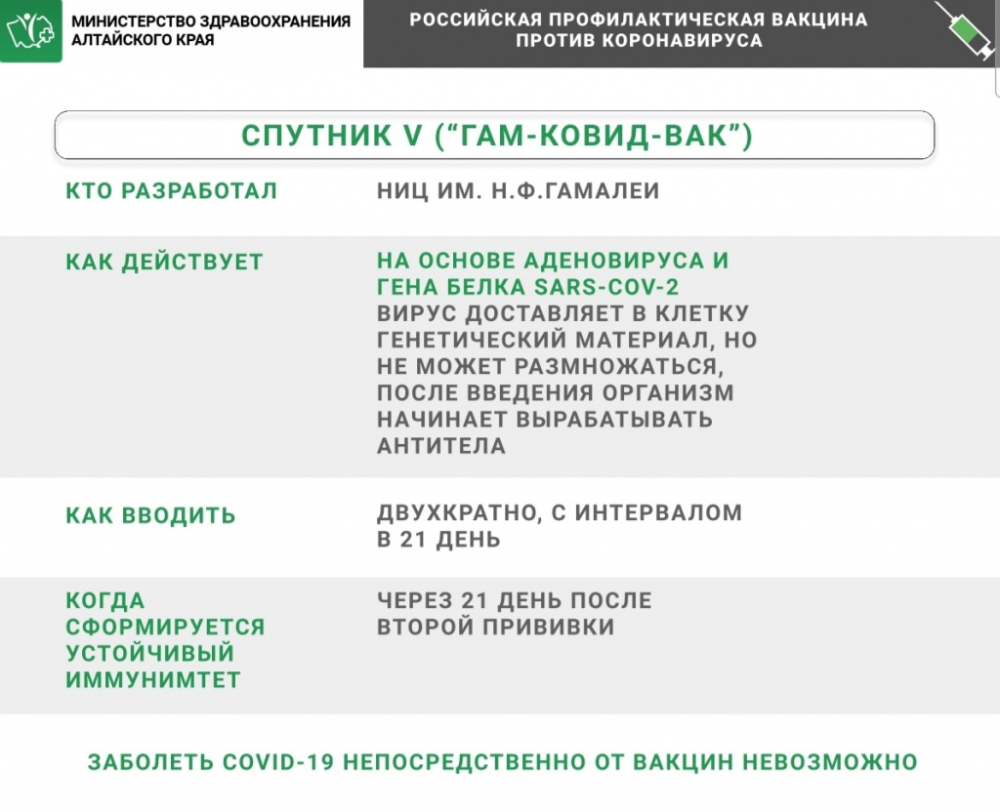 МИНИСТЕРСТВО ЗДРАВООХРАНЕНИЯ
АЛТАЙСКОГО КРАЯ
РОССИЙСКАЯ ПРОФИЛАКТИЧЕСКАЯ ВАКЦИНА
ПРОТИВ КОРОНАВИРУСА
СПУТНИК V (“ГАМ-КОВИД-ВАК”)
КТО РАЗРАБОТАЛ
НИЦ ИМ. Н.Ф.ГАМАЛЕИ
КАК ДЕЙСТВУЕТ
НА ОСНОВЕ АДЕНОВИРУСА И
ГЕНА БЕЛКА SARS-COV-2
ВИРУС ДОСТАВЛЯЕТ В КЛЕТКУ
ГЕНЕТИЧЕСКИЙ МАТЕРИАЛ, НО
НЕ МОЖЕТ РАЗМНОЖАТЬСЯ,
ПОСЛЕ ВВЕДЕНИЯ ОРГАНИЗМ
НАЧИНАЕТ ВЫРАБАТЫВАТЬ
АНТИТЕЛА
КАК ВВОДИТЬ
ДВУХКРАТНО, С ИНТЕРВАЛОМ
В 21 ДЕНЬ
КОГДА
СФОРМИРУЕТСЯ
УСТОЙЧИВЫЙ
ИММУНИМТЕТ
ЧЕРЕЗ 21 ДЕНЬ ПОСЛЕ
ВТОРОЙ ПРИВИВКИ
ЗАБОЛЕТЬ COVID-19 НЕПОСРЕДСТВЕННО ОТ ВАКЦИН НЕВОЗМОЖНО